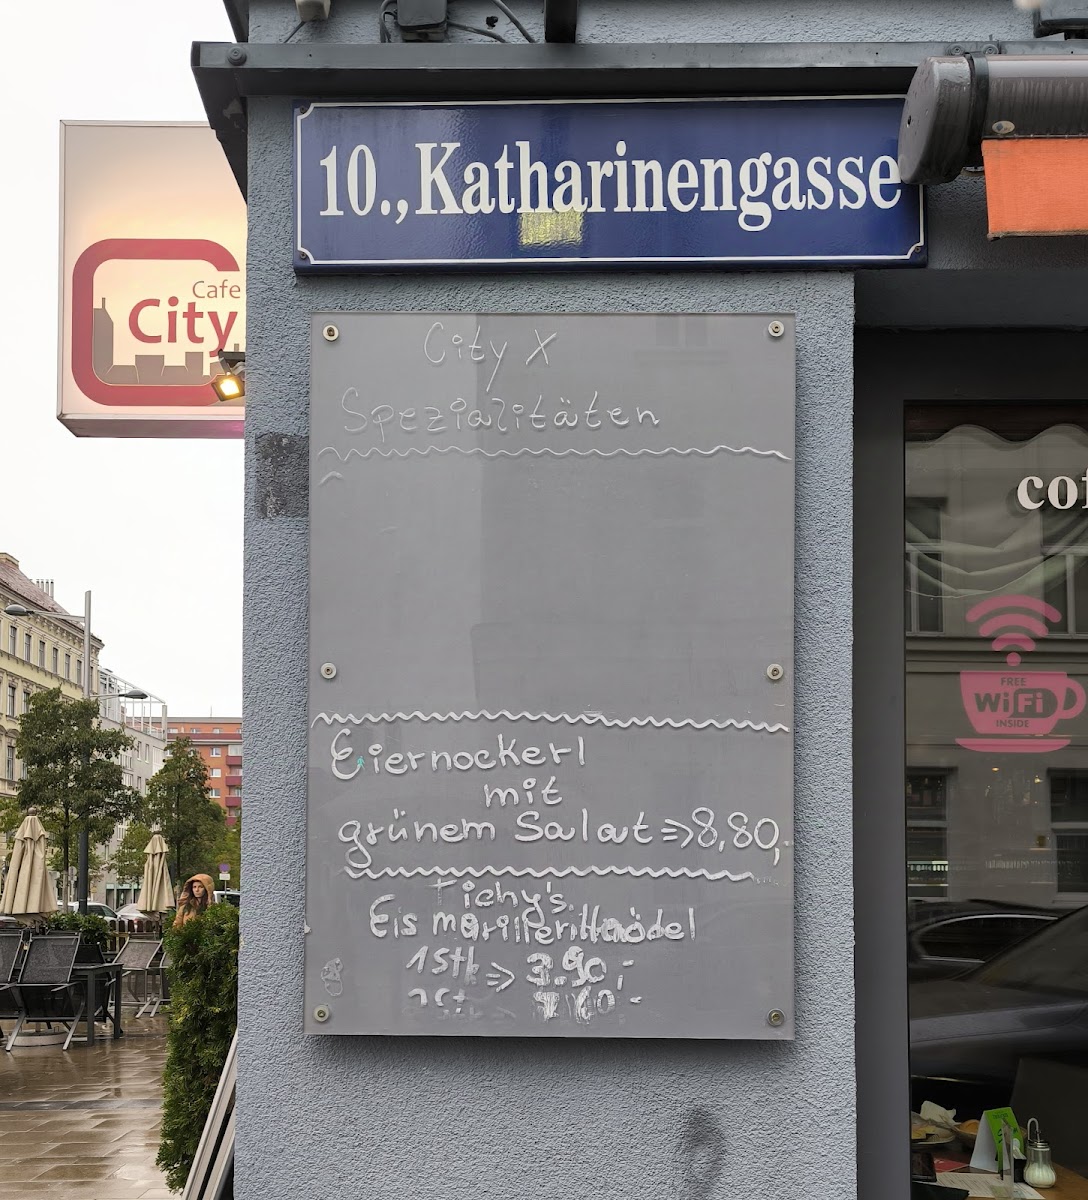 10., Katharinengasse
Cafe
City
City X
Spezialitäten
Eiernockerl
mit
grünem Salat => 8,80,-
Tichy's
Eis marillenknödel
1 Stk => 3.90,-
FREE
WiFi
INSIDE